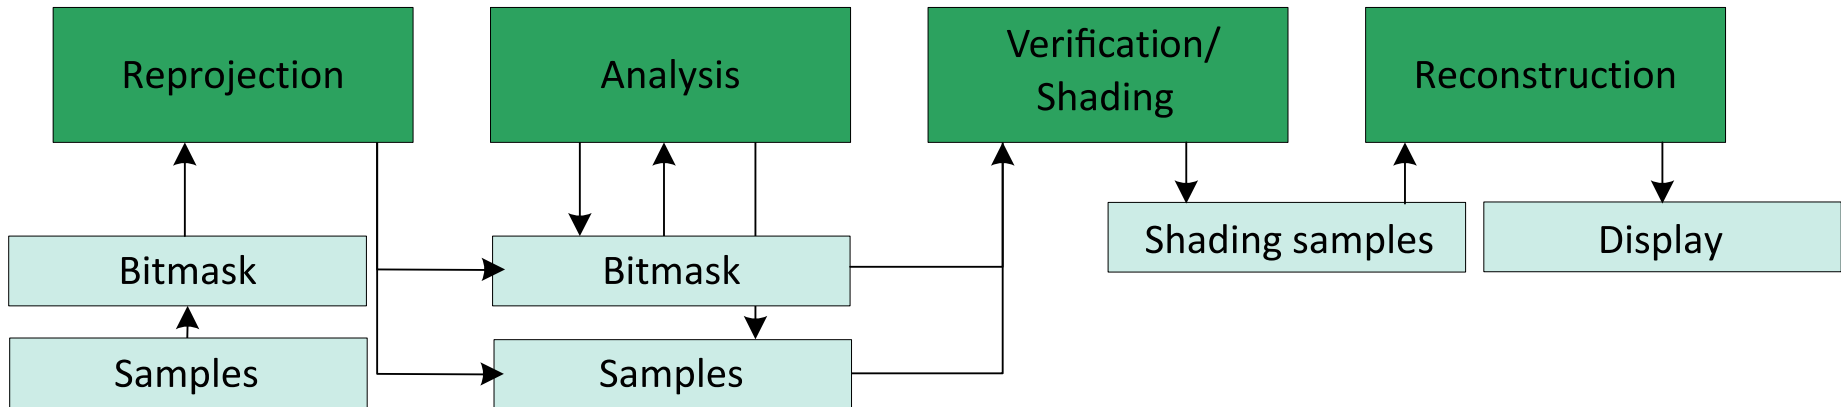 Reprojection
Analysis
Verification/
Shading
Reconstruction
Bitmask
Samples
Bitmask
Samples
Shading samples
Display